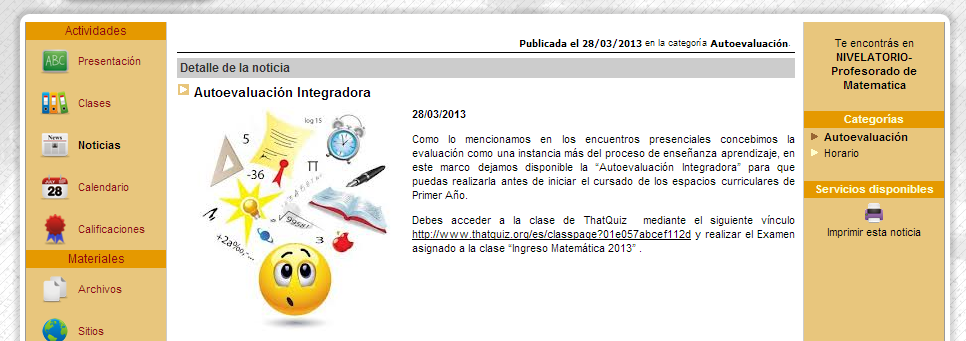 Actividades
Presentación
Clases
Noticias
Calendario
Calificaciones
Materiales
Archivos
Sitios
Publicada el 28/03/2013 en la categoría Autoevaluación.
Detalle de la noticia
Autoevaluación Integradora
28/03/2013
Como lo mencionamos en los encuentros presenciales concebimos la
evaluación como una instancia más del proceso de enseñanza aprendizaje, en
este marco dejamos disponible la “Autoevaluación Integradora” para que
puedas realizarla antes de iniciar el cursado de los espacios curriculares de
Primer Año.
Debes acceder a la clase de ThatQuiz mediante el siguiente vínculo
http://www.thatquiz.org/es/classpage?01e057abcef112d y realizar el Examen
asignado a la clase “Ingreso Matemática 2013” .
log 15
5
π
-36
ABCDEF
√9958²
3
+2a‰,-...
ABC
News
28
Te encontrás en
NIVELATORIO-
Profesorado de
Matematica
Categorías
Autoevaluación
Horario
Servicios disponibles
Imprimir esta noticia